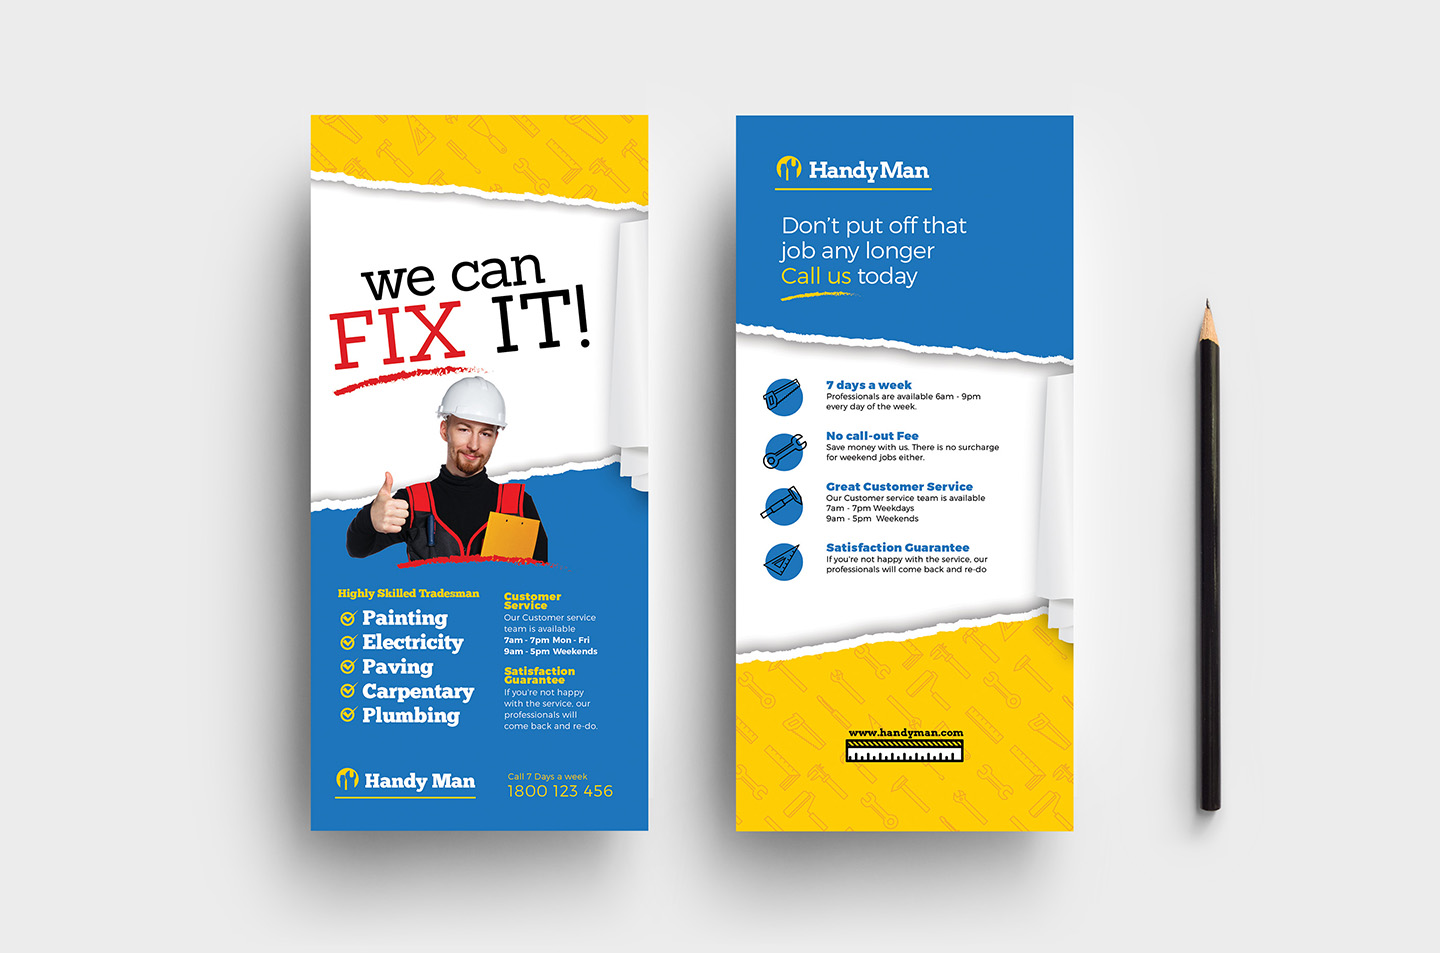 we can
FIX IT!
Highly Skilled Tradesman
Painting
Electricity
Paving
Carpentary
Plumbing
Customer
Service
Our Customer service
team is available
7am - 7pm Mon - Fri
9am - 5pm Weekends
Satisfaction
Guarantee
If you're not happy
with the service, our
professionals will
come back and re-do.
Handy Man
Call 7 Days a week
1800 123 456
Handy Man
Don't put off that
job any longer
Call us today
7 days a week
Professionals are available 6am - 9pm
every day of the week.
No call-out Fee
Save money with us. There is no surcharge
for weekend jobs either.
Great Customer Service
Our Customer service team is available
7am - 7pm Weekdays
9am - 5pm Weekends
Satisfaction Guarantee
If you're not happy with the service, our
professionals will come back and re-do
www.handyman.com